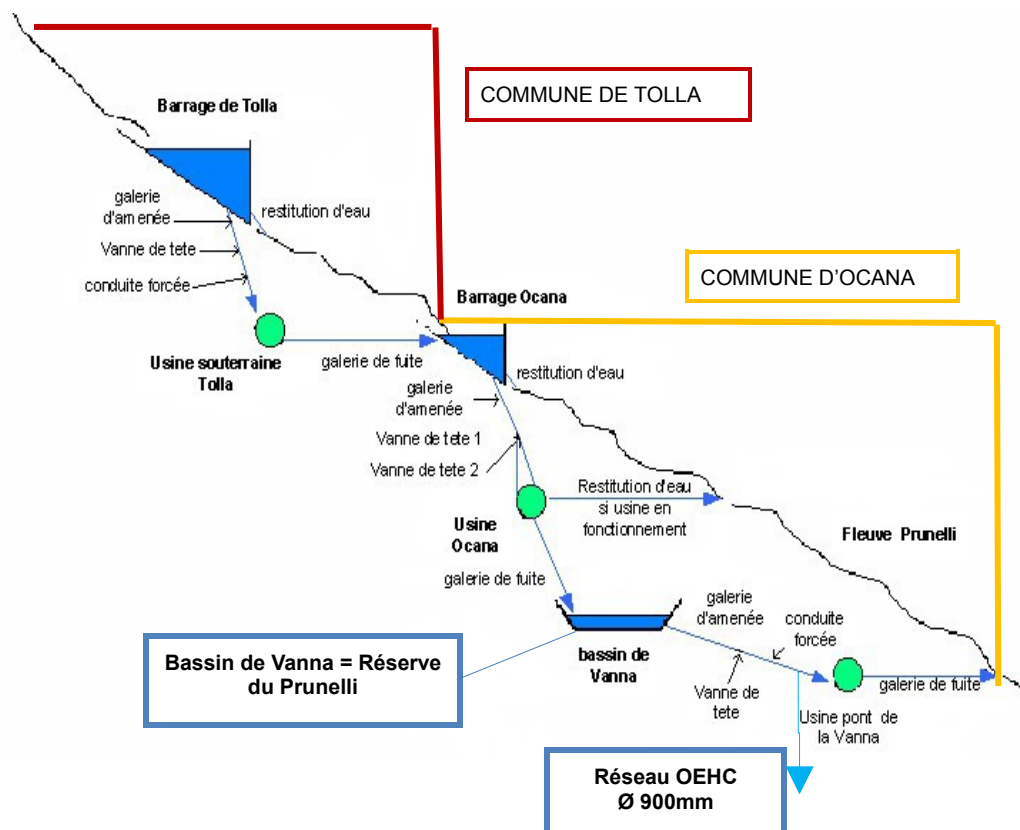 COMMUNE DE TOLLA
Barrage de Tolla
galerie
d'amenée
restitution d'eau
Vanne de tete
conduite forcée
COMMUNE D'OCANA
Barrage Ocana
Usine souterraine
Tolla
galerie de fuite
restitution d'eau
galerie
d'amenée
Vanne de tete 1
Vanne de tete 2
Restitution d'eau
si usine en
fonctionnement
Usine
Ocana
Fleuve Prunelli
galerie de fuite
galerie
d'amenée
conduite
forcée
Bassin de Vanna = Réserve
du Prunelli
bassin de
Vanna
Vanne de
tete
galerie de fuite
Usine pont de
la Vanna
Réseau OEHC
Ø 900mm